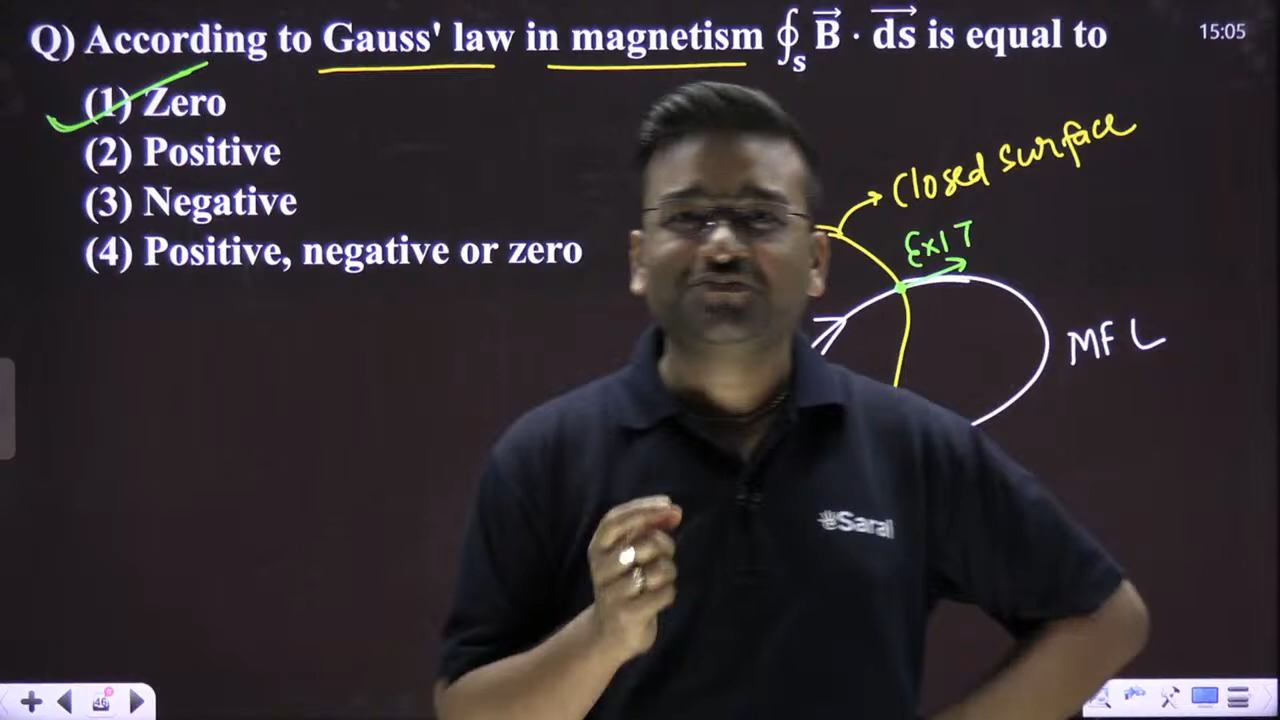 Q) According to Gauss' law in magnetism ∮s B⃗ · d⃗s is equal to
15:05
(1) Zero
(2) Positive
(3) Negative
(4) Positive, negative or zero
Closed surface
ExIT
MFL
eSaral
46